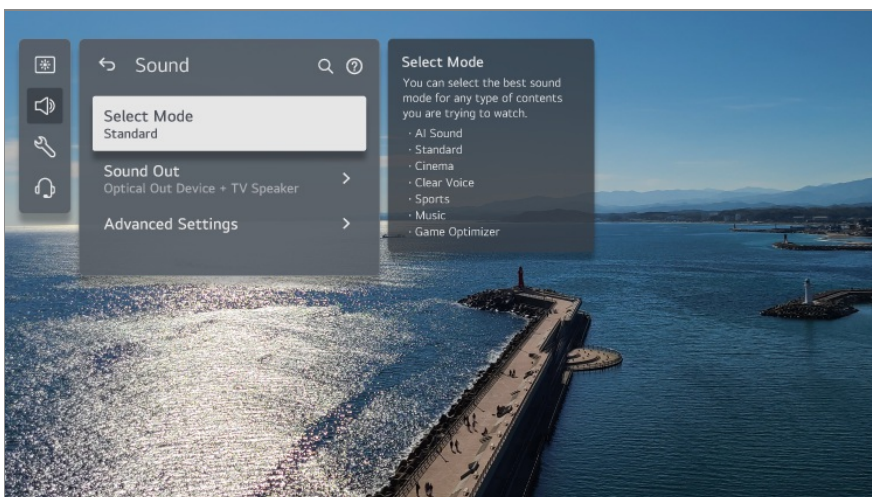 Sound
Select Mode
Standard
Sound Out
Optical Out Device + TV Speaker
Advanced Settings
Select Mode
You can select the best sound
mode for any type of contents
you are trying to watch.
· AI Sound
· Standard
· Cinema
· Clear Voice
· Sports
· Music
· Game Optimizer